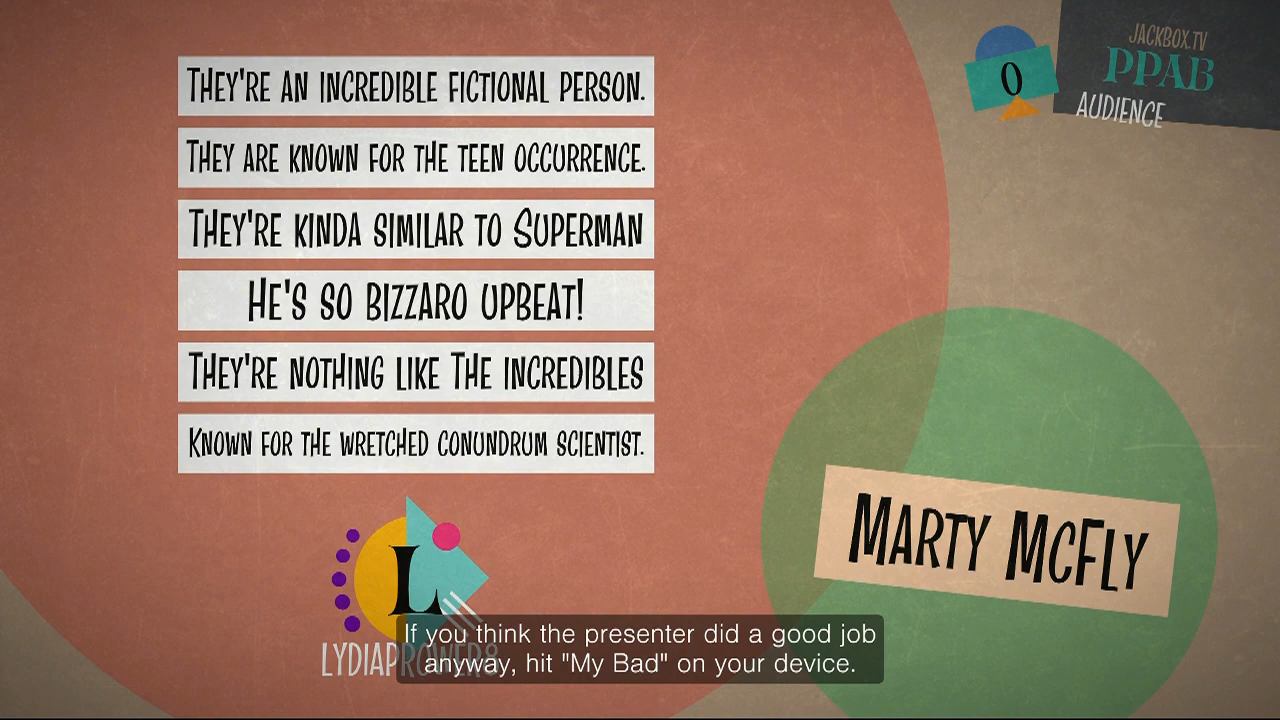 They're an incredible fictional person.
They are known for the teen occurrence.
They're kinda similar to Superman
He's so bizzaro upbeat!
They're nothing like The incredibles
Known for the wretched conundrum scientist.
0
JACKBOX.TV
PPAB
AUDIENCE
Marty McFly
L
LYDIAPROWER8
If you think the presenter did a good job
anyway, hit "My Bad" on your device.